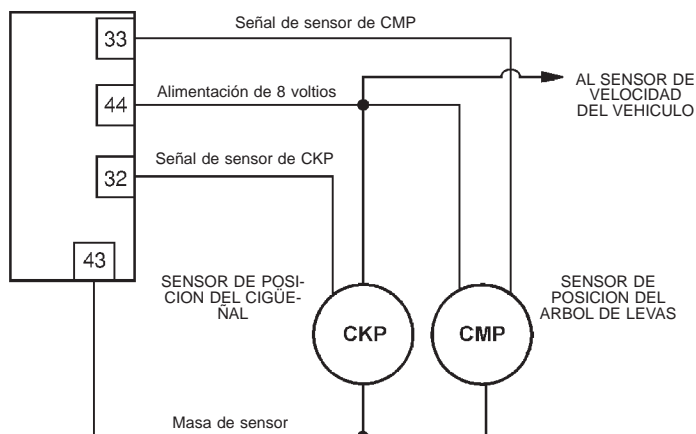 Señal de sensor de CMP
33
AL SENSOR DE
VELOCIDAD
DEL VEHICULO
Alimentación de 8 voltios
44
Señal de sensor de CKP
32
43
SENSOR DE POSI-
CION DEL CIGÜE-
ÑAL
SENSOR DE
POSICION DEL
ARBOL DE LEVAS
CKP
CMP
Masa de sensor